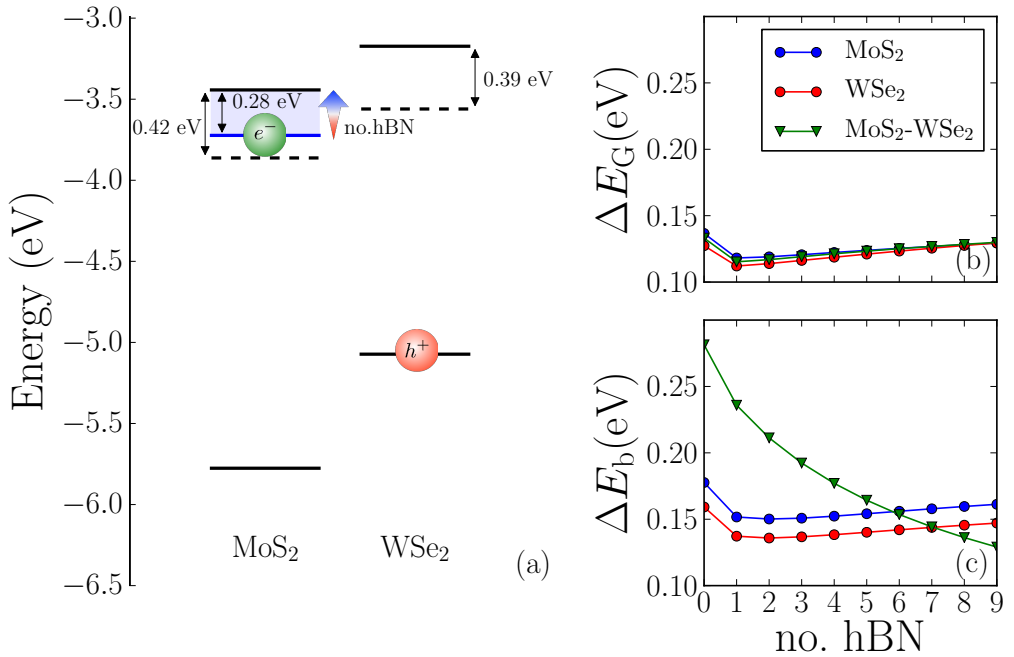 Energy (eV)
−3.0
−3.5
−4.0
−4.5
−5.0
−5.5
−6.0
−6.5
0.42 eV
0.28 eV
e⁻
no.hBN
0.39 eV
h⁺
MoS₂
WSe₂
(a)
ΔE_G(eV)
0.25
0.20
0.15
0.10
MoS₂
WSe₂
MoS₂-WSe₂
(b)
ΔE_b(eV)
0.25
0.20
0.15
0.10
(c)
0 1 2 3 4 5 6 7 8 9
no. hBN